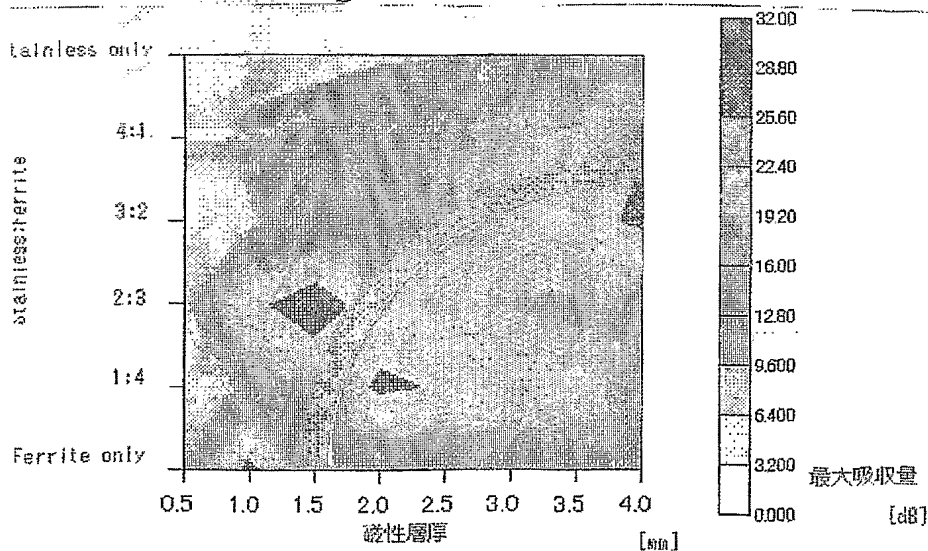 tainless only
4:1
3:2
2:3
1:4
Ferrite only
stainless:ferrite
0.5 1.0 1.5 2.0 2.5 3.0 3.5 4.0
磁性層厚
[mm]
32.00
28.80
25.60
22.40
19.20
16.00
12.80
9.600
6.400
3.200
0.000
最大吸収量
[dB]